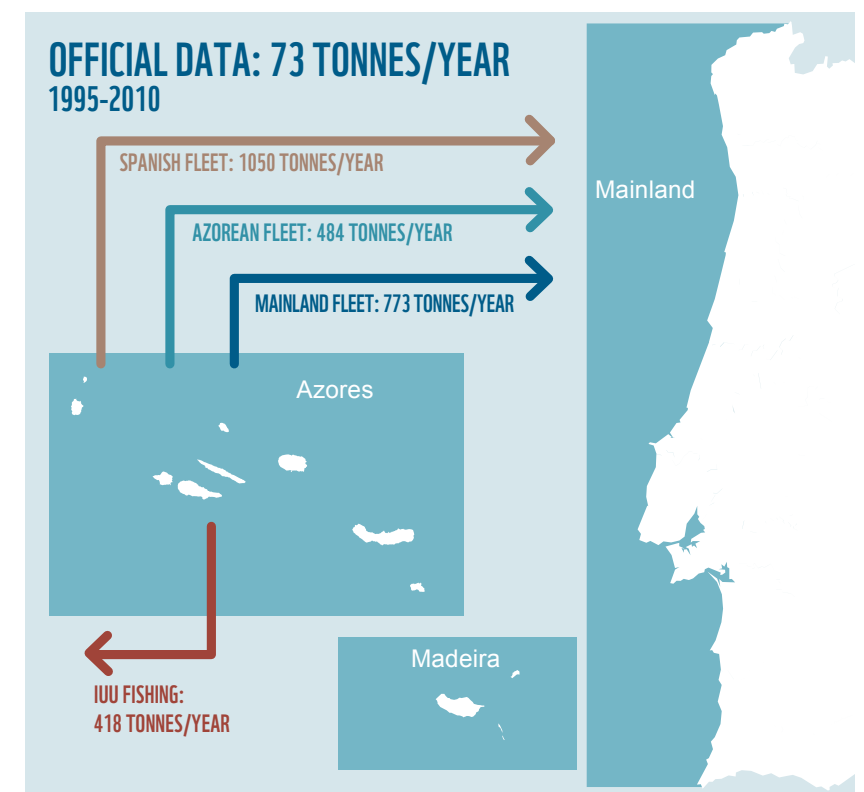 OFFICIAL DATA: 73 TONNES/YEAR
1995-2010
SPANISH FLEET: 1050 TONNES/YEAR
Mainland
AZOREAN FLEET: 484 TONNES/YEAR
MAINLAND FLEET: 773 TONNES/YEAR
Azores
Madeira
IUU FISHING:
418 TONNES/YEAR